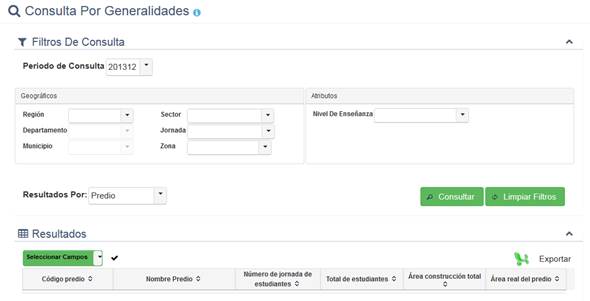 Consulta Por Generalidades
Filtros De Consulta
Periodo de Consulta 201312
Geográficos
Atributos
Región
Sector
Nivel De Enseñanza
Departamento
Jornada
Municipio
Zona
Resultados Por: Predio
Consultar
Limpiar Filtros
Resultados
Seleccionar Campos
Exportar
Código predio
Nombre Predio
Número de jornada de
estudiantes
Total de estudiantes
Área construcción total
Área real del predio